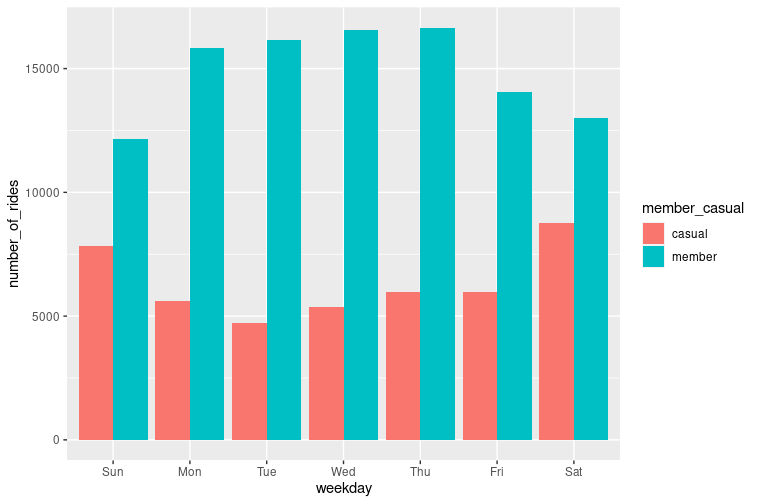 15000
10000
5000
0
number_of_rides
Sun Mon Tue Wed Thu Fri Sat
weekday
member_casual
casual
member